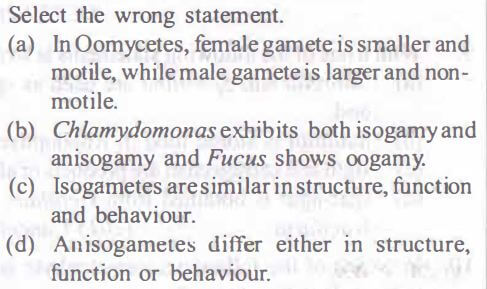 Select the wrong statement.
(a) In Oomycetes, female gamete is smaller and
motile, while male gamete is larger and non-
motile.
(b) Chlamydomonas exhibits both isogamy and
anisogamy and Fucus shows oogamy.
(c) Isogametes are similar in structure, function
and behaviour.
(d) Anisogametes differ either in structure,
function or behaviour.